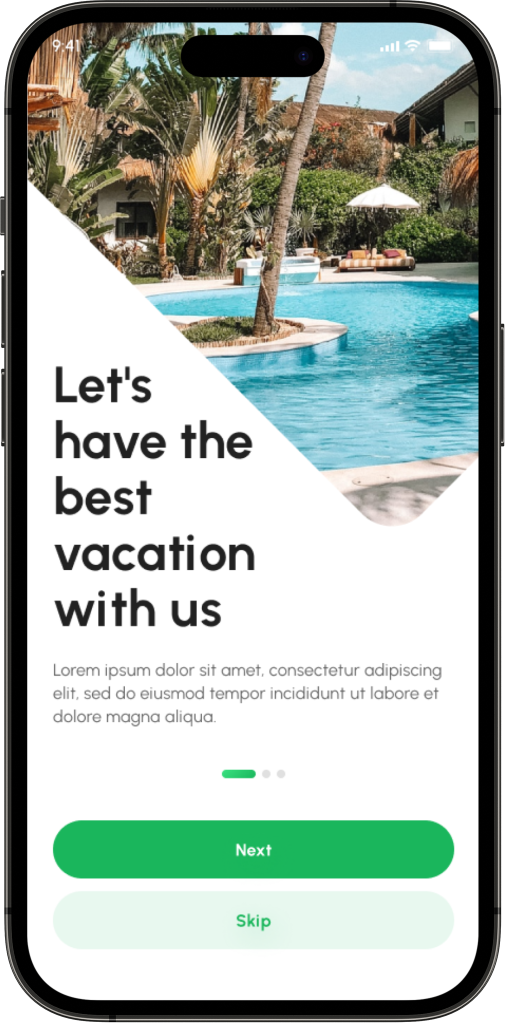 9:41
Let's
have the
best
vacation
with us
Lorem ipsum dolor sit amet, consectetur adipiscing
elit, sed do eiusmod tempor incididunt ut labore et
dolore magna aliqua.
Next
Skip